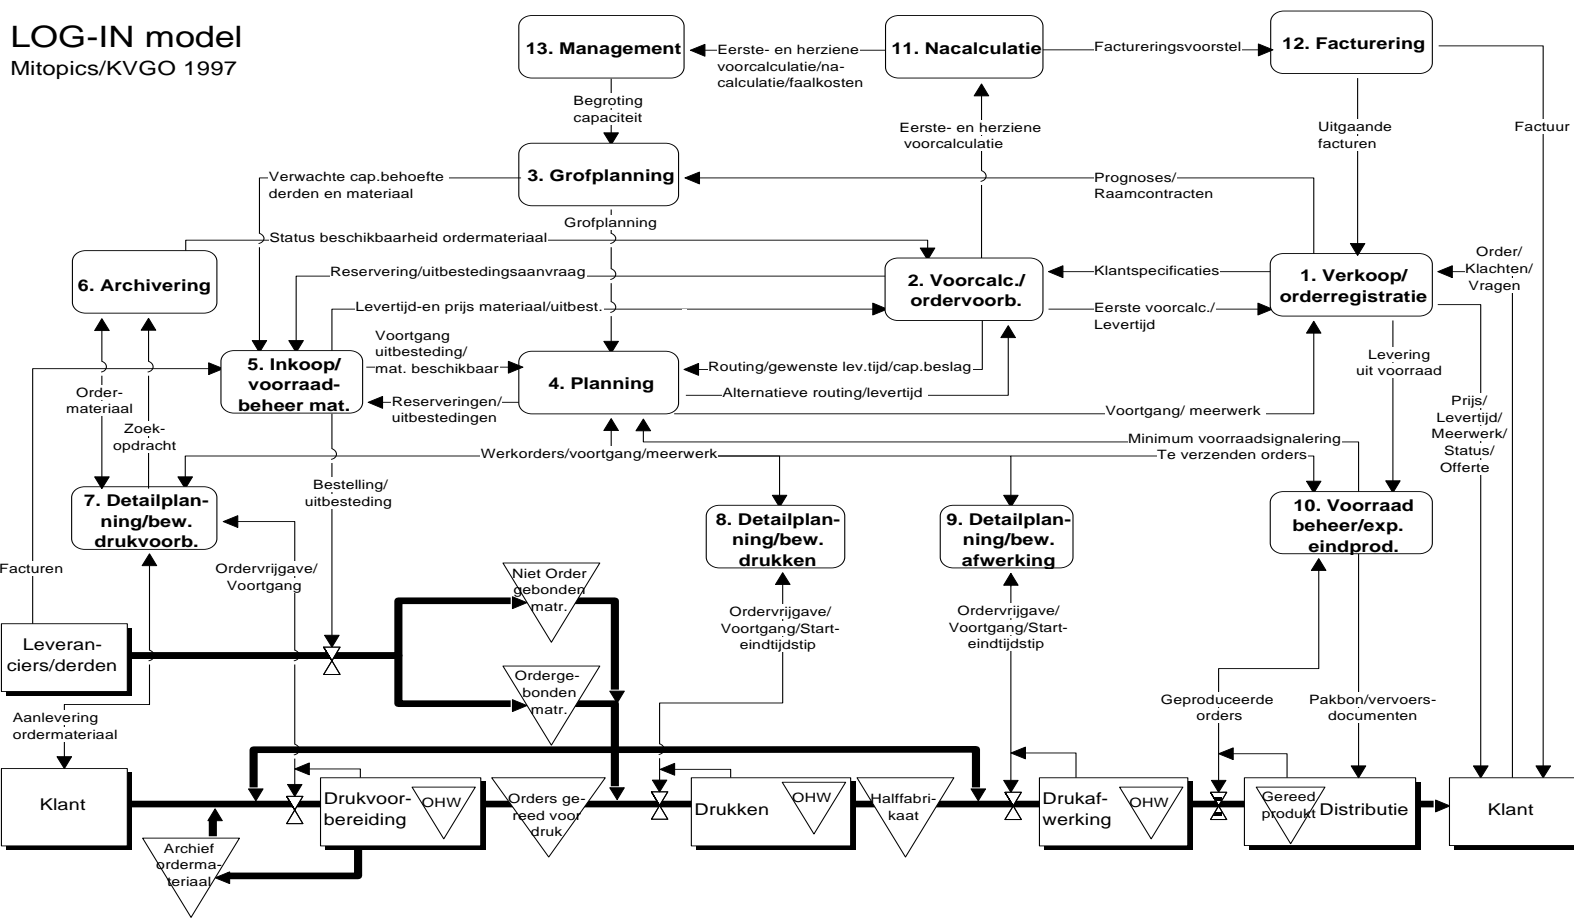 LOG-IN model
Mitopics/KVGO 1997
13. Management
Eerste- en herziene
voorcalculatie/na-
calculatie/faalkosten
11. Nacalculatie
Factureringsvoorstel
12. Facturering
Begroting
capaciteit
Eerste- en herziene
voorcalculatie
Uitgaande
facturen
Factuur
Verwachte cap.behoefte
derden en materiaal
3. Grofplanning
Prognoses/
Raamcontracten
Grofplanning
Status beschikbaarheid ordermateriaal
6. Archivering
Reservering/uitbestedingsaanvraag
2. Voorcalc./
ordervoorb.
Klantspecificaties
1. Verkoop/
orderregistratie
Order/
Klachten/
Vragen
Levertijd-en prijs materiaal/uitbest.
Eerste voorcalc./
Levertijd
Voortgang
uitbesteding/
mat. beschikbaar
5. Inkoop/
voorraad-
beheer mat.
4. Planning
Routing/gewenste lev.tijd/cap.beslag
Alternatieve routing/levertijd
Levering
uit voorraad
Order-
materiaal
Zoek-
opdracht
Reserveringen/
uitbestedingen
Voortgang/ meerwerk
Prijs/
Levertijd/
Meerwerk/
Status/
Offerte
Minimum voorraadsignalering
Werkorders/voortgang/meerwerk
Te verzenden orders
Bestelling/
uitbesteding
7. Detailplan-
ning/bew.
drukvoorb.
8. Detailplan-
ning/bew.
drukken
9. Detailplan-
ning/bew.
afwerking
10. Voorraad
beheer/exp.
eindprod.
Facturen
Ordervrijgave/
Voortgang
Niet Order
gebonden
matr.
Ordervrijgave/
Voortgang/Start-
eindtijdstip
Ordervrijgave/
Voortgang/Start-
eindtijdstip
Leveran-
ciers/derden
Orderge-
bonden
matr.
Geproduceerde
orders
Pakbon/vervoers-
documenten
Aanlevering
ordermateriaal
Klant
Drukvoor-
bereiding
OHW
Orders ge-
reed voor
druk
Drukken
OHW
Halffabri-
kaat
Drukaf-
werking
OHW
Gereed
produkt
Distributie
Klant
Archief
orderma-
teriaal